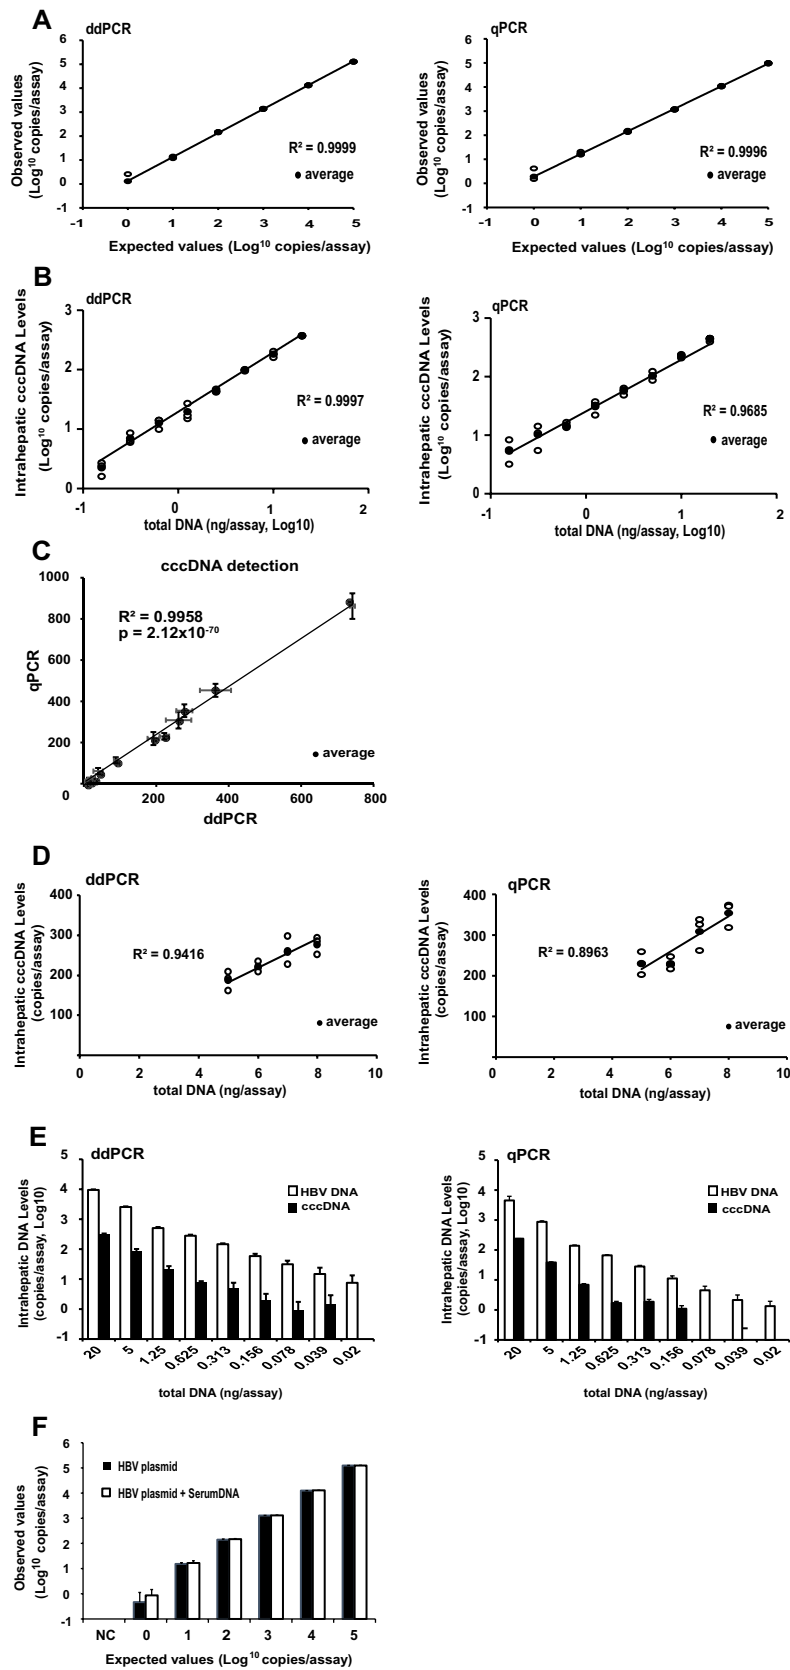 A
ddPCR
6
5
4
3
2
1
0
-1
Observed values
(Log¹⁰ copies/assay)
R² = 0.9999
average
-1 0 1 2 3 4 5
Expected values (Log¹⁰ copies/assay)
qPCR
6
5
4
3
2
1
0
-1
Observed values
(Log¹⁰ copies/assay)
R² = 0.9996
average
-1 0 1 2 3 4 5
Expected values (Log¹⁰ copies/assay)
B
ddPCR
3
2
1
0
Intrahepatic cccDNA Levels
(Log¹⁰ copies/assay)
R² = 0.9997
average
-1 0 1 2
total DNA (ng/assay, Log10)
qPCR
3
2
1
0
Intrahepatic cccDNA Levels
(Log¹⁰ copies/assay)
R² = 0.9685
average
-1 0 1 2
total DNA (ng/assay, Log10)
C
cccDNA detection
1000
800
600
400
200
0
qPCR
R² = 0.9958
p = 2.12x10⁻⁷⁰
average
200 400 600 800
ddPCR
D
ddPCR
400
300
200
100
Intrahepatic cccDNA Levels
(copies/assay)
R² = 0.9416
average
0 2 4 6 8 10
total DNA (ng/assay)
qPCR
400
300
200
100
Intrahepatic cccDNA Levels
(copies/assay)
R² = 0.8963
average
0 2 4 6 8 10
total DNA (ng/assay)
E
ddPCR
5
4
3
2
1
0
-1
Intrahepatic DNA Levels
(copies/assay, Log10)
HBV DNA
cccDNA
20 5 1.25 0.625 0.313 0.156 0.078 0.039 0.02
total DNA (ng/assay)
qPCR
5
4
3
2
1
0
-1
Intrahepatic DNA Levels
(copies/assay, Log10)
HBV DNA
cccDNA
20 5 1.25 0.625 0.313 0.156 0.078 0.039 0.02
total DNA (ng/assay)
F
6
5
4
3
2
1
0
-1
Observed values
(Log¹⁰ copies/assay)
HBV plasmid
HBV plasmid + SerumDNA
NC 0 1 2 3 4 5
Expected values (Log¹⁰ copies/assay)